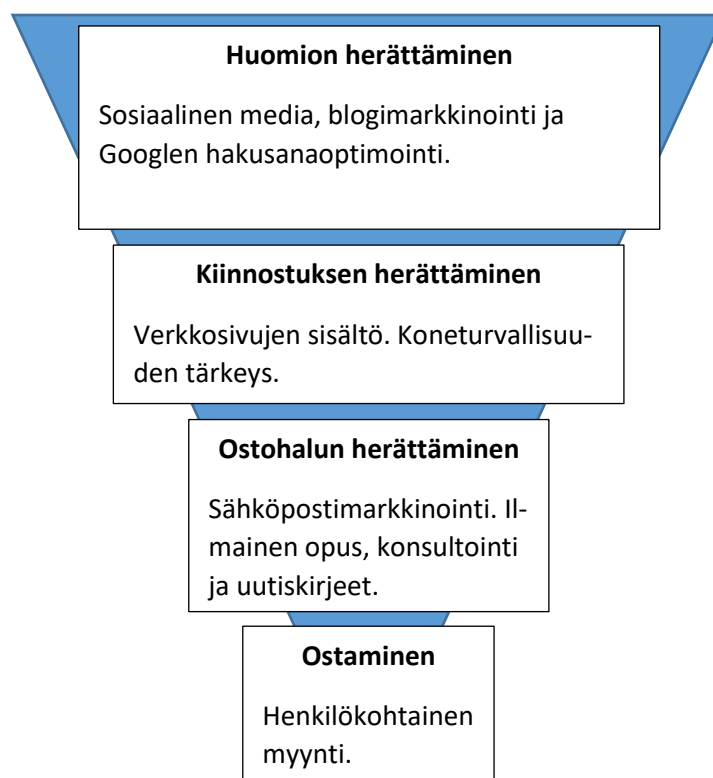 Huomion herättäminen
Sosiaalinen media, blogimarkkinointi ja
Googlen hakusanaoptimointi.
Kiinnostuksen herättäminen
Verkkosivujen sisältö. Koneturvallisuu-
den tärkeys.
Ostohalun herättäminen
Sähköpostimarkkinointi. Il-
mainen opus, konsultointi
ja uutiskirjeet.
Ostaminen
Henkilökohtainen
myynti.